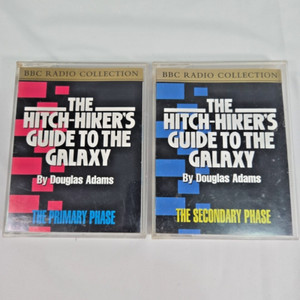 BBC RADIO COLLECTION
THE
HITCH-HIKER'S
GUIDE TO THE
GALAXY
By Douglas Adams
THE PRIMARY PHASE
BBC RADIO COLLECTION
THE
HITCH-HIKER'S
GUIDE TO THE
GALAXY
By Douglas Adams
THE SECONDARY PHASE